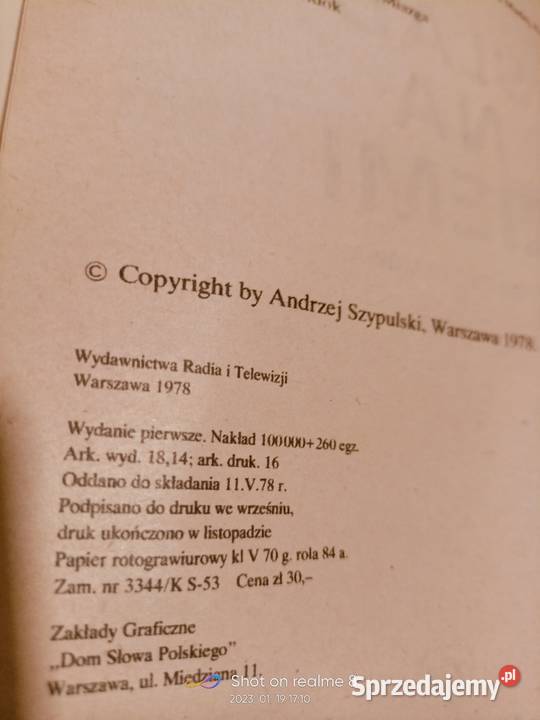 © Copyright by Andrzej Szypulski, Warszawa 1978.
Wydawnictwa Radia i Telewizji
Warszawa 1978
Wydanie pierwsze. Nakład 100 000 + 260 egz.
Ark. wyd. 18,14; ark. druk. 16
Oddano do składania 11.V.78 r.
Podpisano do druku we wrześniu,
druk ukończono w listopadzie
Papier rotograwiurowy kl V 70 g. rola 84 a.
Zam. nr 3344/K S-53 Cena zł 30,–
Zakłady Graficzne
„Dom Słowa Polskiego”
Warszawa, ul. Miedziana 11.
Shot on realme 8
2023. 01. 19 17:10
Sprzedajemy.pl